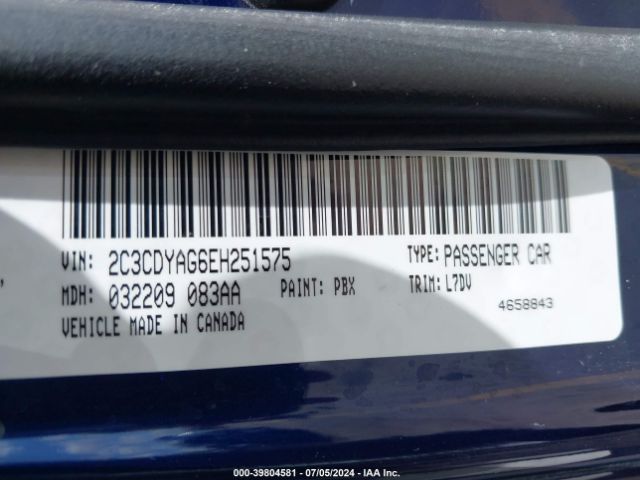 VIN: 2C3CDYAG6EH251575 TYPE: PASSENGER CAR
MDH: 032209 083AA PAINT: PBX TRIM: L7DV
VEHICLE MADE IN CANADA 4658843
000-39804581 - 07/05/2024 - IAA Inc.